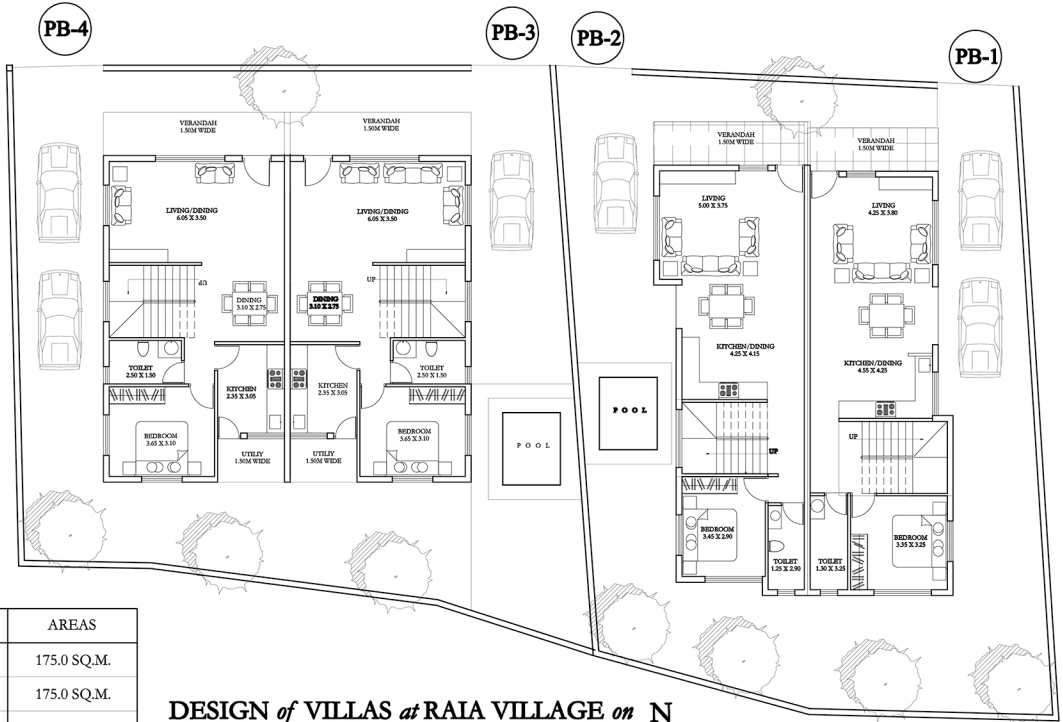 PB-4
PB-3
PB-2
PB-1
VERANDAH
1.50M WIDE
VERANDAH
1.50M WIDE
VERANDAH
1.50M WIDE
VERANDAH
1.50M WIDE
LIVING/DINING
6.05 X 3.50
LIVING/DINING
6.05 X 3.50
LIVING
5.00 X 3.75
LIVING
4.25 X 3.80
UP
UP
DINING
3.10 X 2.75
DINING
3.10 X 2.75
KITCHEN/DINING
4.25 X 4.15
KITCHEN/DINING
4.55 X 4.25
TOILET
2.50 X 1.50
TOILET
2.50 X 1.50
KITCHEN
2.35 X 3.05
KITCHEN
2.35 X 3.05
POOL
POOL
BEDROOM
3.65 X 3.10
BEDROOM
3.65 X 3.10
UTILIY
1.50M WIDE
UTILIY
1.50M WIDE
UP
UP
BEDROOM
3.45 X 2.90
BEDROOM
3.35 X 3.25
TOILET
1.25 X 2.90
TOILET
1.30 X 3.25
AREAS
175.0 SQ.M.
175.0 SQ.M.
DESIGN of VILLAS at RAIA VILLAGE on N